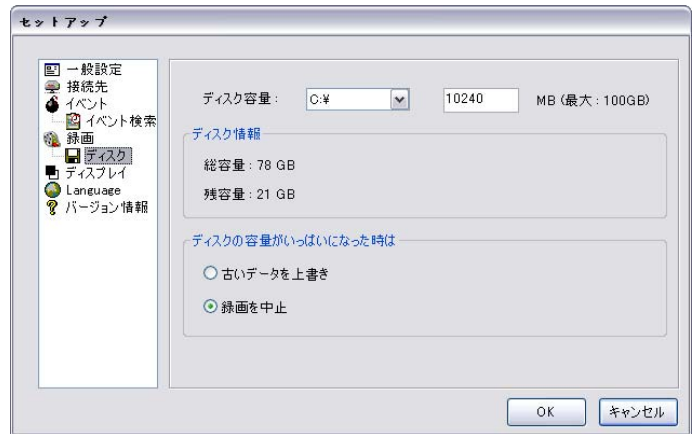 セットアップ
一般設定
接続先
イベント
イベント検索
録画
ディスク
ディスプレイ
Language
バージョン情報
ディスク容量 : C:¥ 10240 MB (最大 : 100GB)
ディスク情報
総容量 : 78 GB
残容量 : 21 GB
ディスクの容量がいっぱいになった時は
古いデータを上書き
録画を中止
OK キャンセル